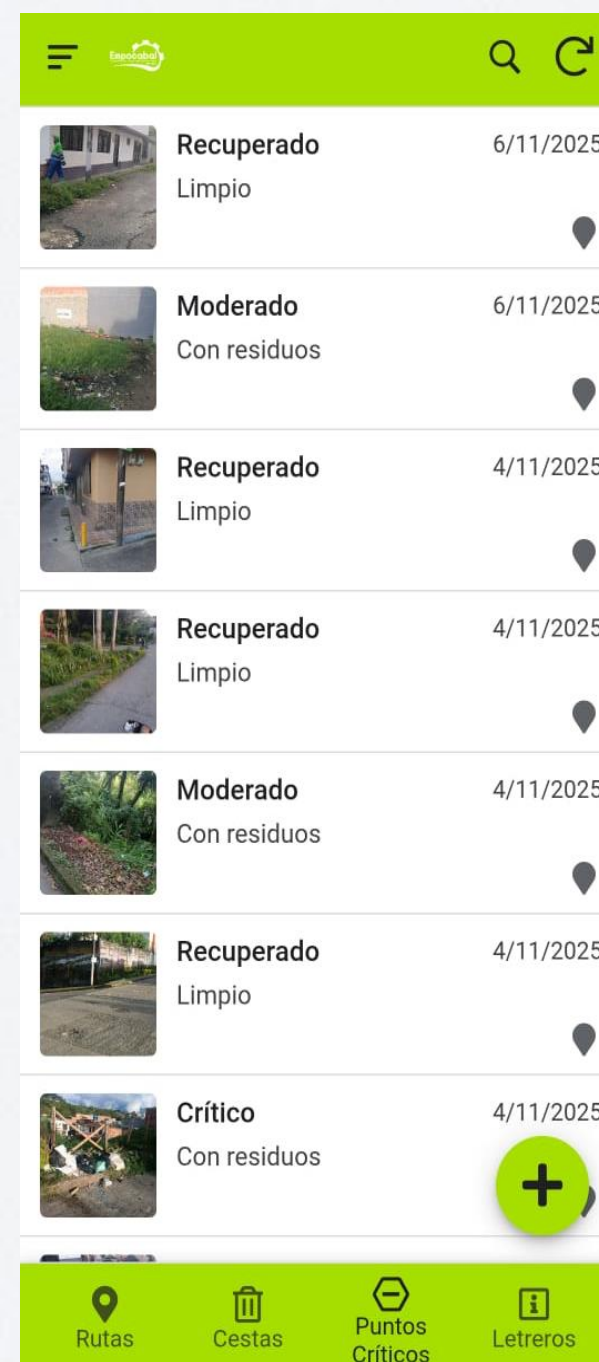 Empocabal
Recuperado 6/11/2025
Limpio
Moderado 6/11/2025
Con residuos
Recuperado 4/11/2025
Limpio
Recuperado 4/11/2025
Limpio
Moderado 4/11/2025
Con residuos
Recuperado 4/11/2025
Limpio
Crítico 4/11/2025
Con residuos
Rutas Cestas Puntos Críticos Letreros